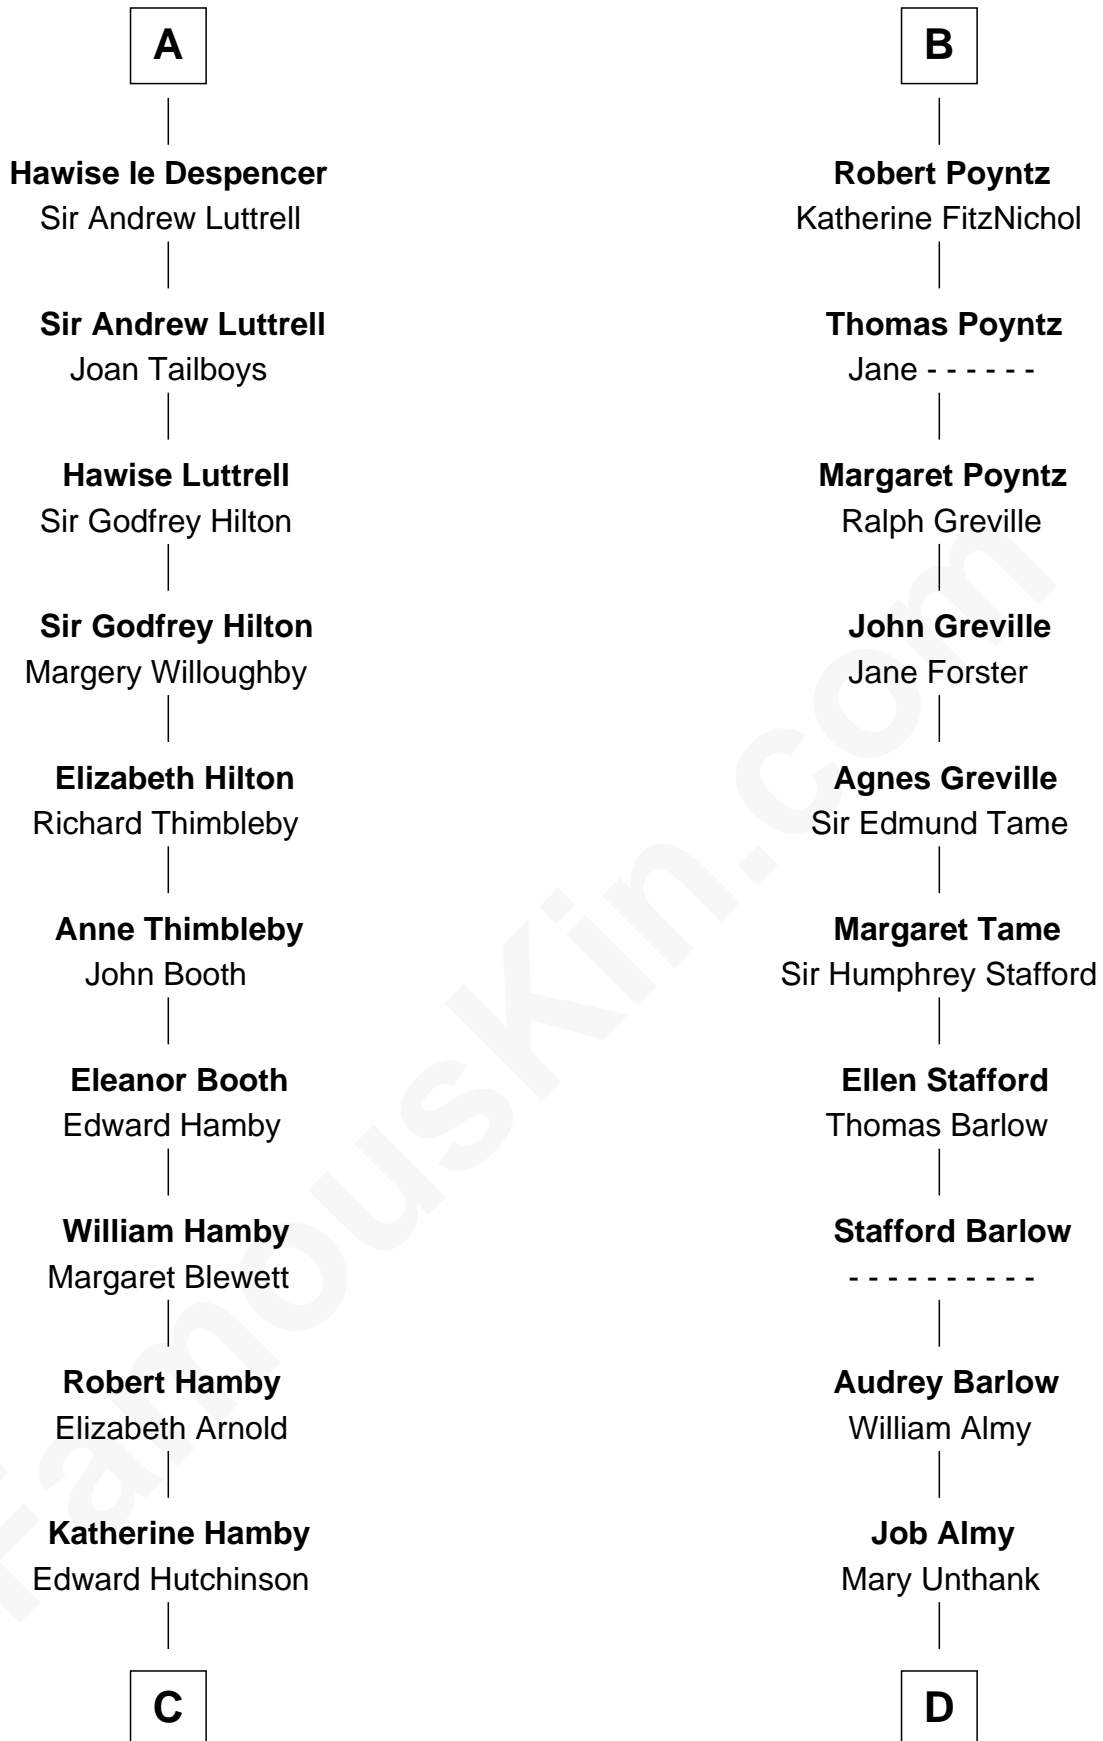 A
Hawise le Despencer
Sir Andrew Luttrell
Sir Andrew Luttrell
Joan Tailboys
Hawise Luttrell
Sir Godfrey Hilton
Sir Godfrey Hilton
Margery Willoughby
Elizabeth Hilton
Richard Thimbleby
Anne Thimbleby
John Booth
Eleanor Booth
Edward Hamby
William Hamby
Margaret Blewett
Robert Hamby
Elizabeth Arnold
Katherine Hamby
Edward Hutchinson
C
B
Robert Poyntz
Katherine FitzNichol
Thomas Poyntz
Jane - - - - - -
Margaret Poyntz
Ralph Greville
John Greville
Jane Forster
Agnes Greville
Sir Edmund Tame
Margaret Tame
Sir Humphrey Stafford
Ellen Stafford
Thomas Barlow
Stafford Barlow
- - - - - - - - - -
Audrey Barlow
William Almy
Job Almy
Mary Unthank
D
FamousKin.com